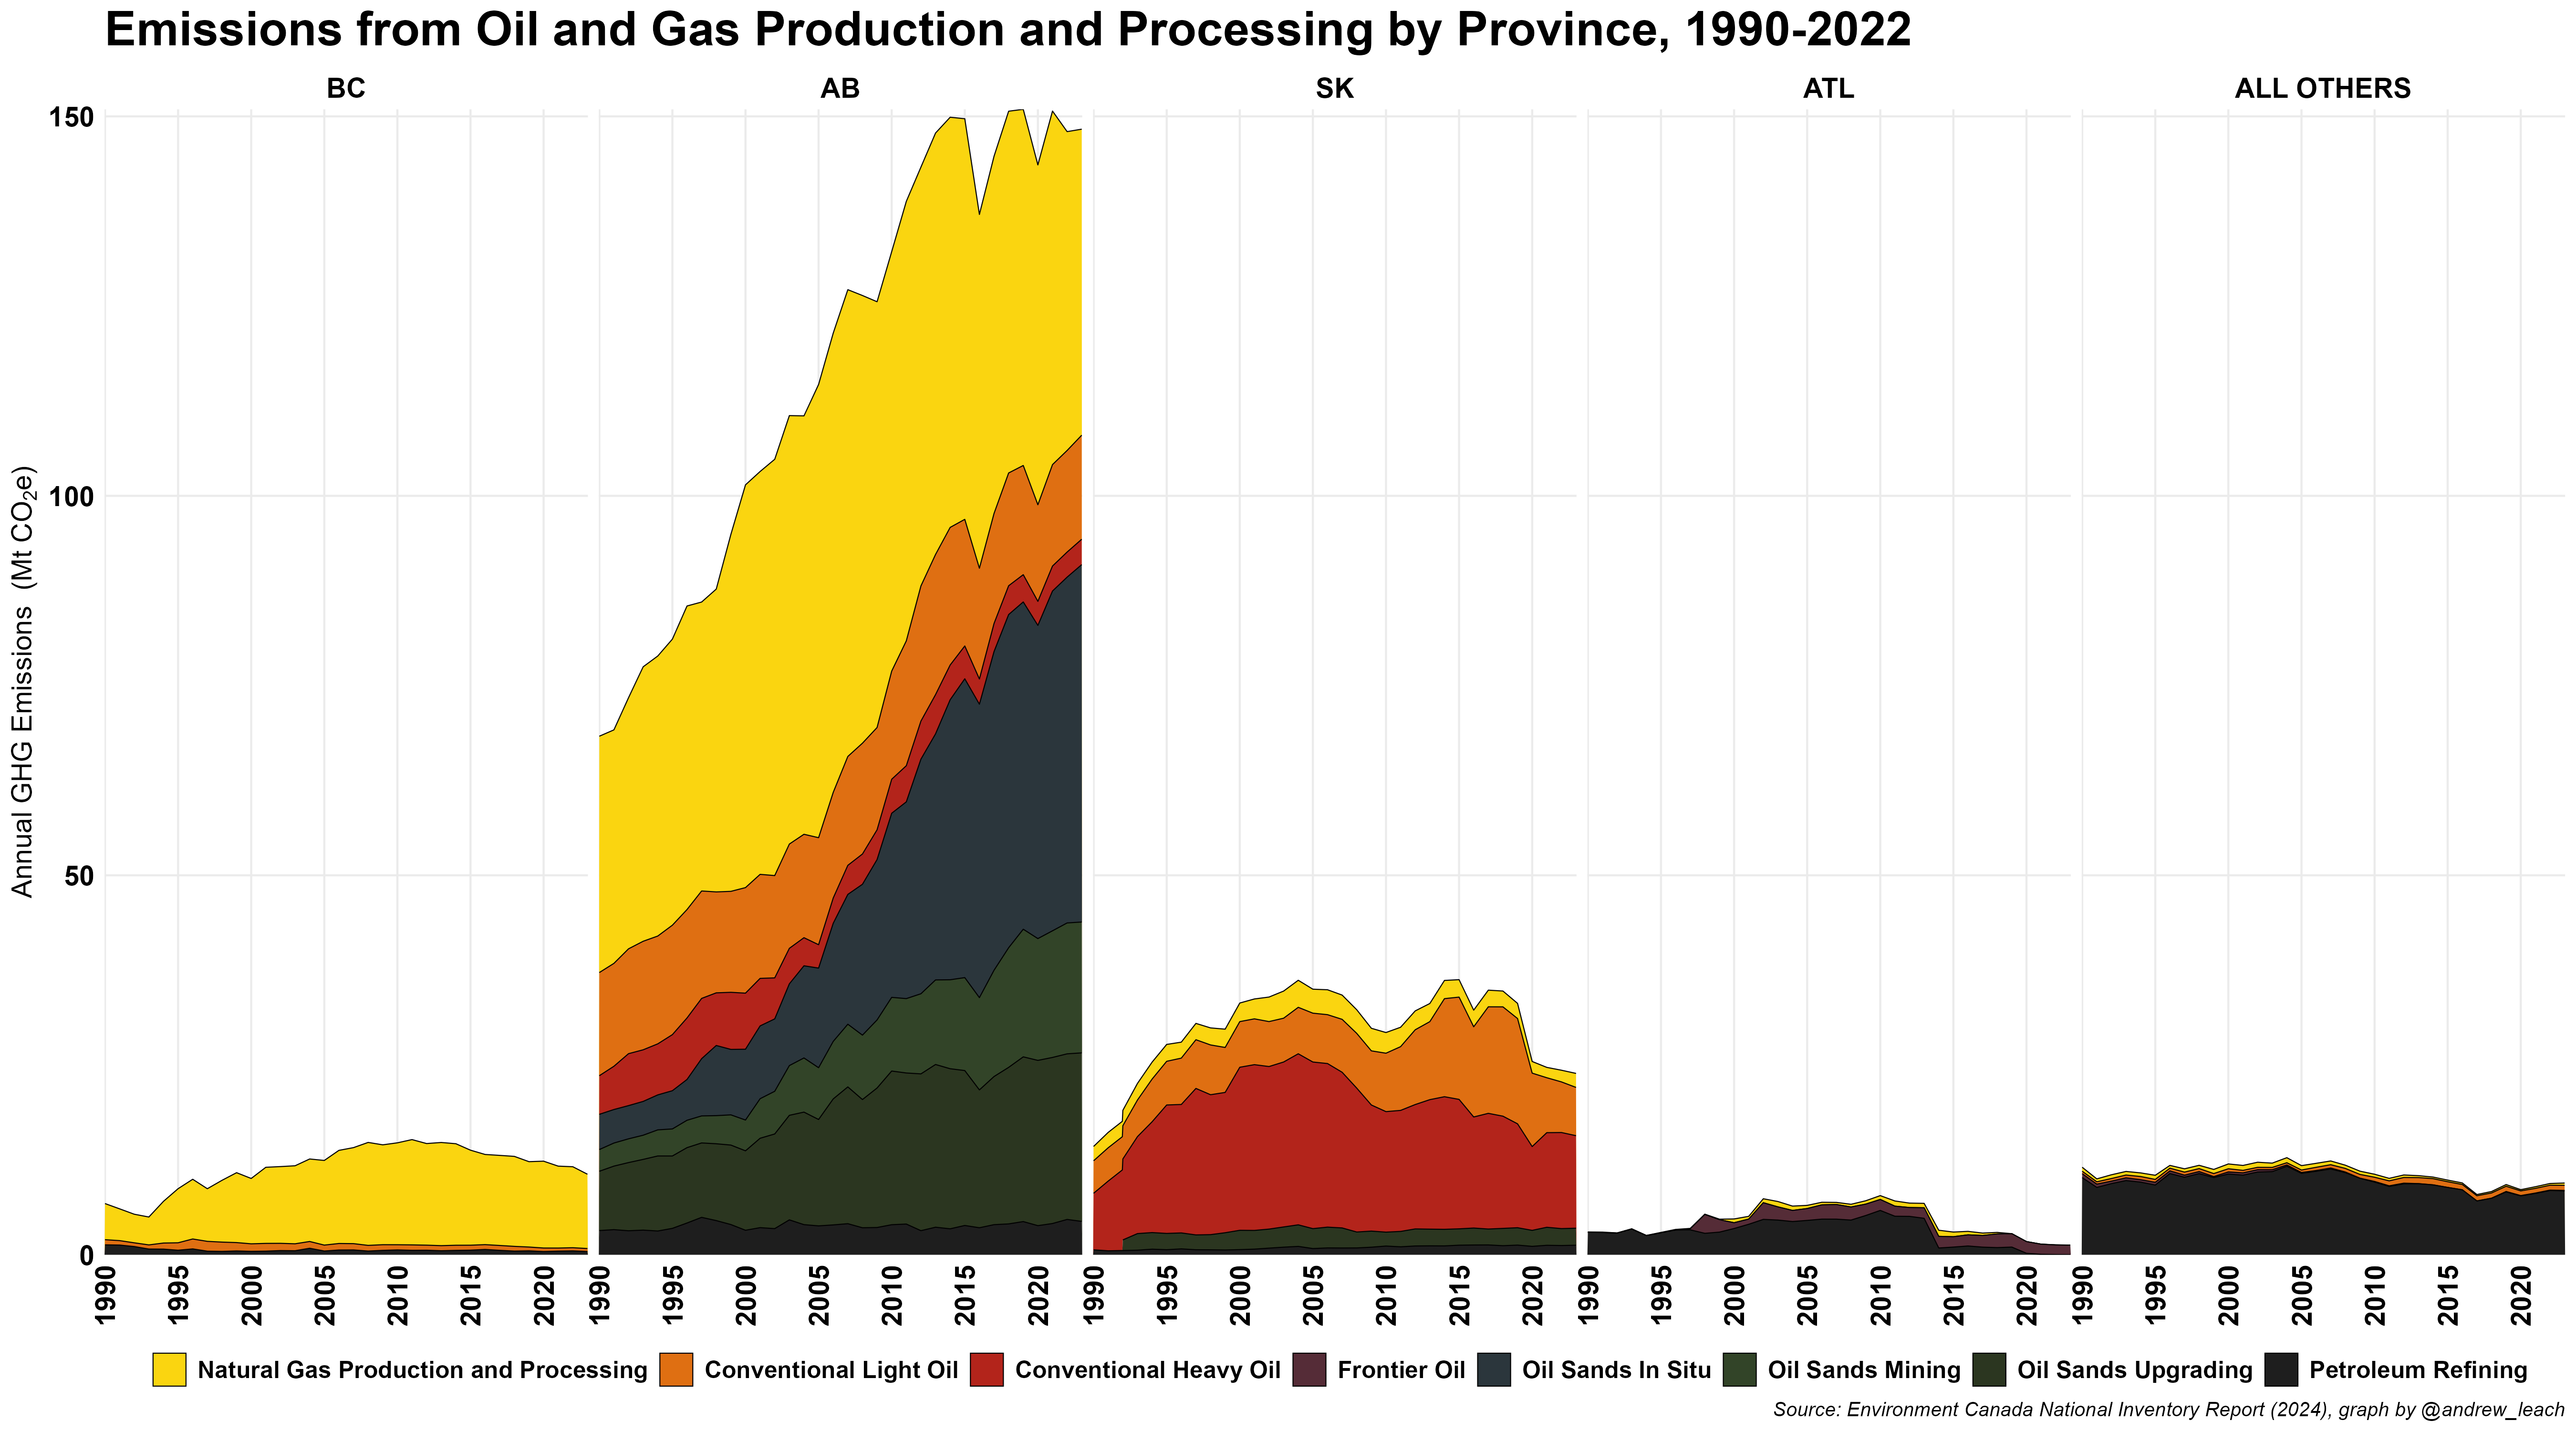 Emissions from Oil and Gas Production and Processing by Province, 1990-2022
BC AB SK ATL ALL OTHERS
Annual GHG Emissions (Mt CO₂e)
150
100
50
0
1990 1995 2000 2005 2010 2015 2020 1990 1995 2000 2005 2010 2015 2020 1990 1995 2000 2005 2010 2015 2020 1990 1995 2000 2005 2010 2015 2020 1990 1995 2000 2005 2010 2015 2020
Natural Gas Production and Processing Conventional Light Oil Conventional Heavy Oil Frontier Oil Oil Sands In Situ Oil Sands Mining Oil Sands Upgrading Petroleum Refining
Source: Environment Canada National Inventory Report (2024), graph by @andrew_leach